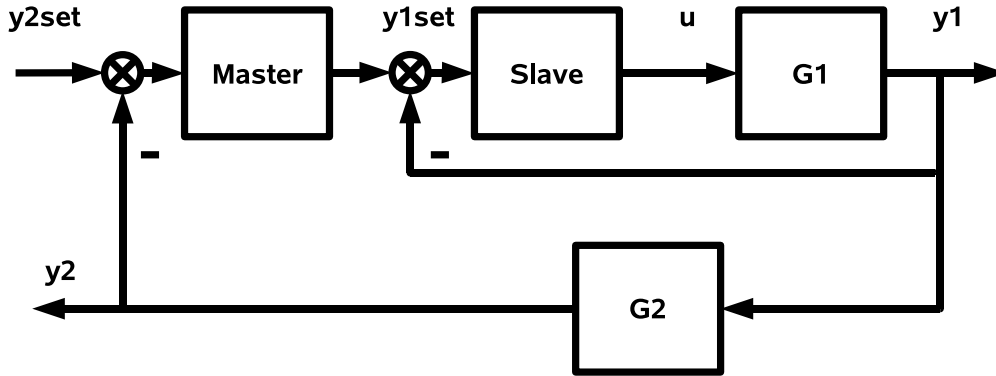 y2set
y1set
u
y1
Master
Slave
G1
-
-
y2
G2